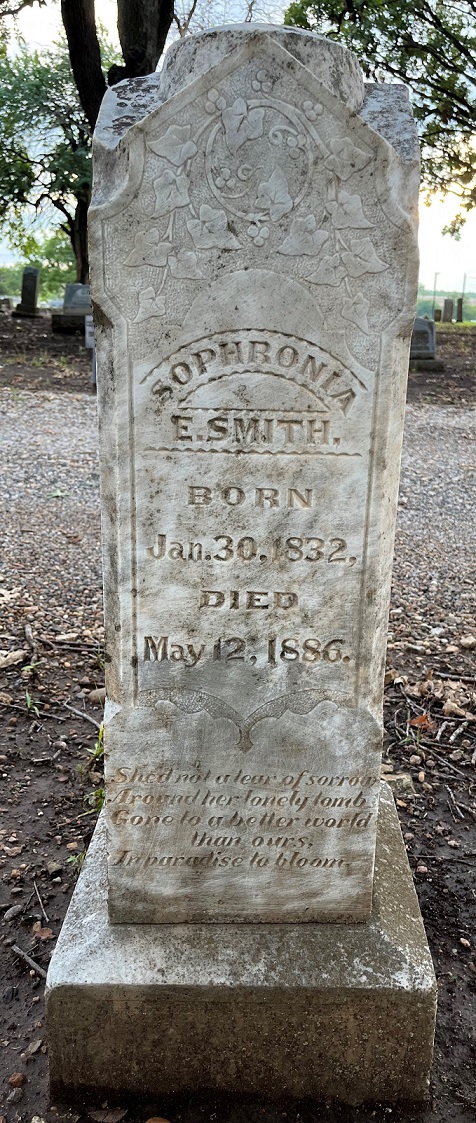 SOPHRONIA
E. SMITH.
BORN
Jan. 30, 1832,
DIED
May 12, 1886.
Shed not a tear of sorrow
Around her lonely tomb.
Gone to a better world
than ours,
In paradise to bloom.